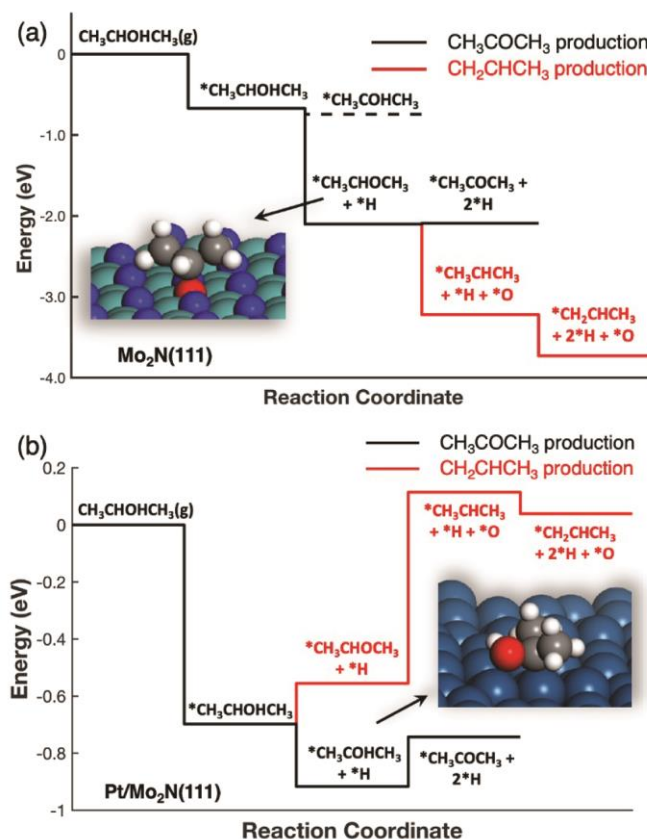 (a)
CH₃CHOHCH₃(g)
CH₃COCH₃ production
CH₂CHCH₃ production
*CH₃CHOHCH₃
*CH₃COHCH₃
*CH₃CHOCH₃
+ *H
*CH₃COCH₃ +
2*H
*CH₃CHCH₃
+ *H + *O
*CH₂CHCH₃
+ 2*H + *O
Mo₂N(111)
0
-1.0
-2.0
-3.0
-4.0
Energy (eV)
Reaction Coordinate
(b)
CH₃COCH₃ production
CH₂CHCH₃ production
CH₃CHOHCH₃(g)
*CH₃CHCH₃
+ *H + *O
*CH₂CHCH₃
+ 2*H + *O
*CH₃CHOCH₃
+ *H
*CH₃CHOHCH₃
*CH₃COHCH₃
+ *H
*CH₃COCH₃ +
2*H
Pt/Mo₂N(111)
0.2
0
-0.2
-0.4
-0.6
-0.8
-1
Energy (eV)
Reaction Coordinate